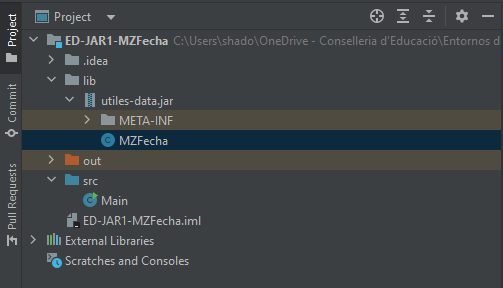 Project
Project
ED-JAR1-MZFecha C:\Users\shado\OneDrive - Conselleria d'Educació\Entornos d
.idea
lib
utiles-data.jar
META-INF
MZFecha
out
src
Main
ED-JAR1-MZFecha.iml
External Libraries
Scratches and Consoles
Commit
Pull Requests